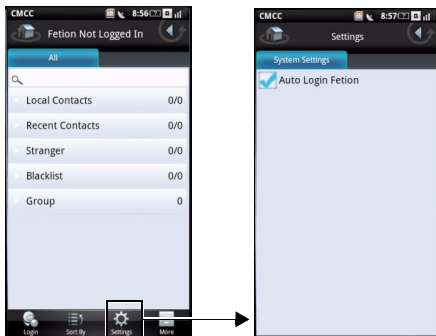 CMCC 8:56
Fetion Not Logged In
All
Local Contacts 0/0
Recent Contacts 0/0
Stranger 0/0
Blacklist 0/0
Group 0
Login Sort By Settings More
CMCC 8:57
Settings
System Settings
Auto Login Fetion